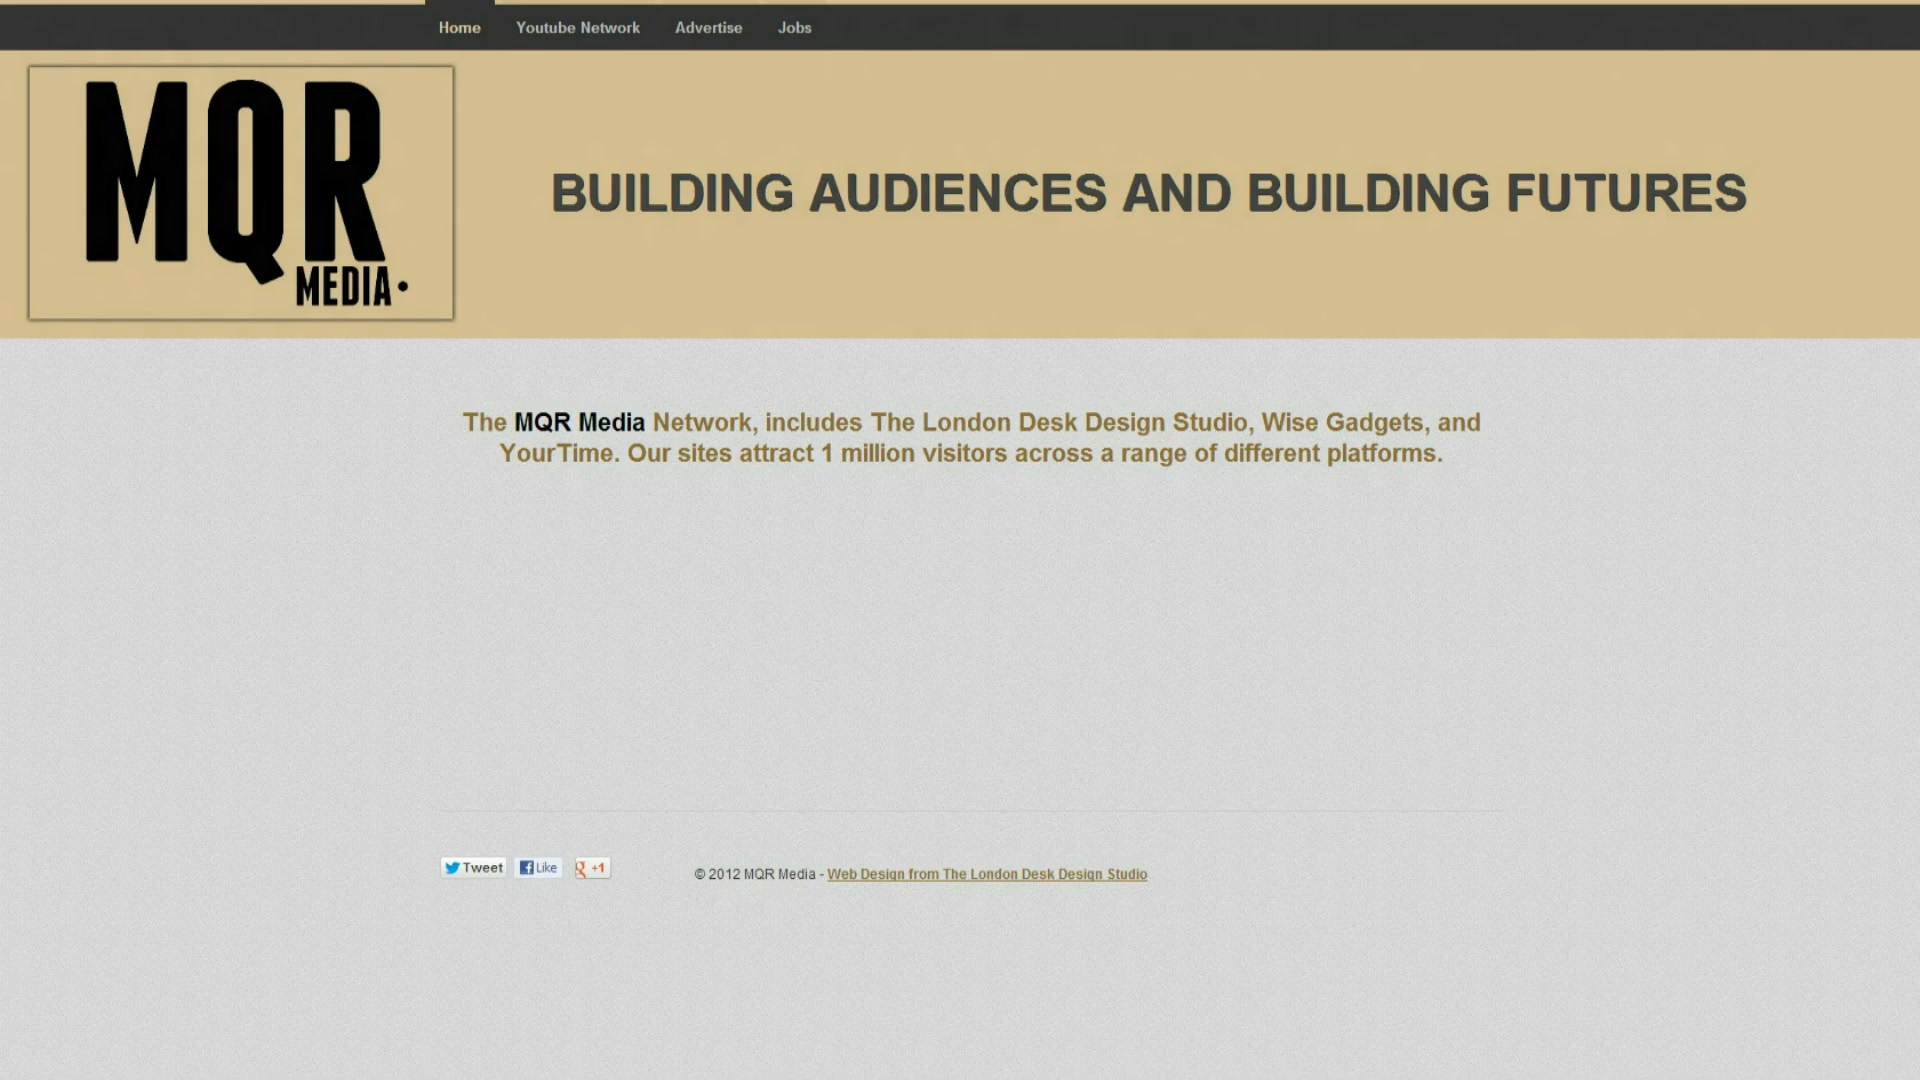 Home Youtube Network Advertise Jobs
MQR
MEDIA.
BUILDING AUDIENCES AND BUILDING FUTURES
The MQR Media Network, includes The London Desk Design Studio, Wise Gadgets, and
YourTime. Our sites attract 1 million visitors across a range of different platforms.
Tweet Like g +1 © 2012 MQR Media - Web Design from The London Desk Design Studio